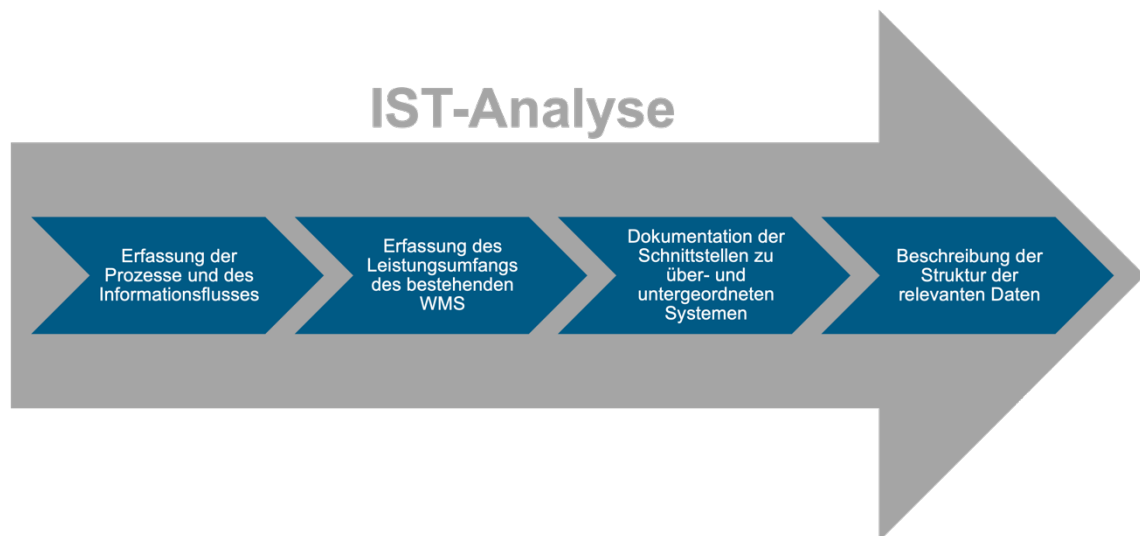 IST-Analyse
Erfassung der
Prozesse und des
Informationsflusses
Erfassung des
Leistungsumfangs
des bestehenden
WMS
Dokumentation der
Schnittstellen zu
über- und
untergeordneten
Systemen
Beschreibung der
Struktur der
relevanten Daten